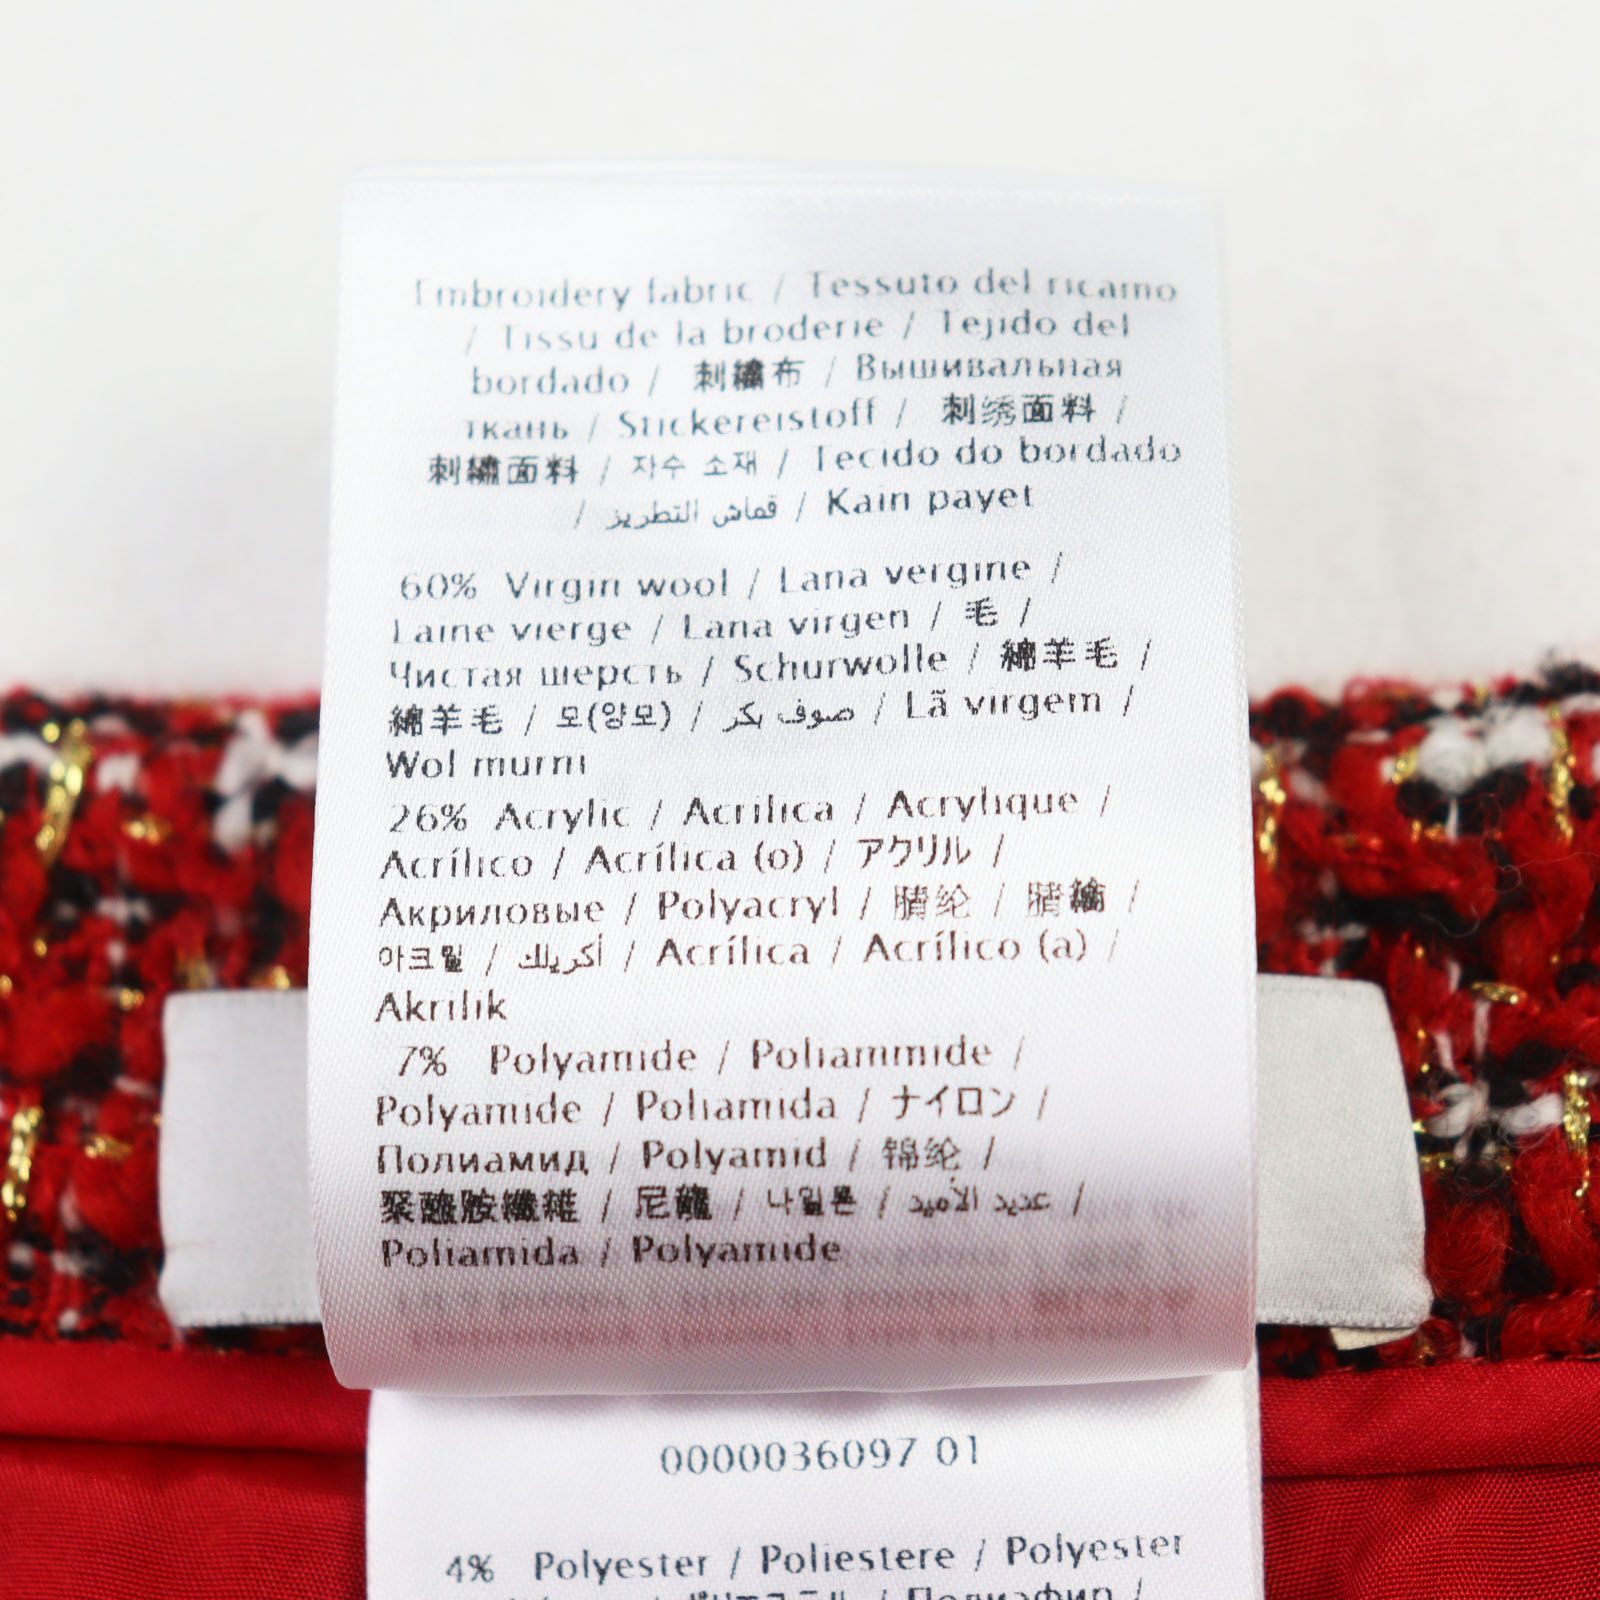 Embroidery fabric / Tessuto del ricamo
/ Tissu de la broderie / Tejido del
bordado / 刺繍布 / Вышивальная
ткань / Stickereistoff / 刺绣面料 /
刺繡面料 / 자수 소재 / Tecido do bordado
/ قماش التطريز / Kain payet
60% Virgin wool / Lana vergine /
Laine vierge / Lana virgen / 毛 /
Чистая шерсть / Schurwolle / 綿羊毛 /
綿羊毛 / 모(양모) / صوف بكر / Lã virgem /
Wol murni
26% Acrylic / Acrilica / Acrylique /
Acrílico / Acrílica (o) / アクリル /
Акриловые / Polyacryl / 腈纶 / 腈綸 /
아크릴 / أكريلك / Acrílica / Acrílico (a) /
Akrilik
7% Polyamide / Poliammide /
Polyamide / Poliamida / ナイロン /
Полиамид / Polyamid / 锦纶 /
聚醯胺纖維 / 尼龍 / 나일론 / عديد الأميد /
Poliamida / Polyamide
0000036097 01
4% Polyester / Poliestere / Polyester